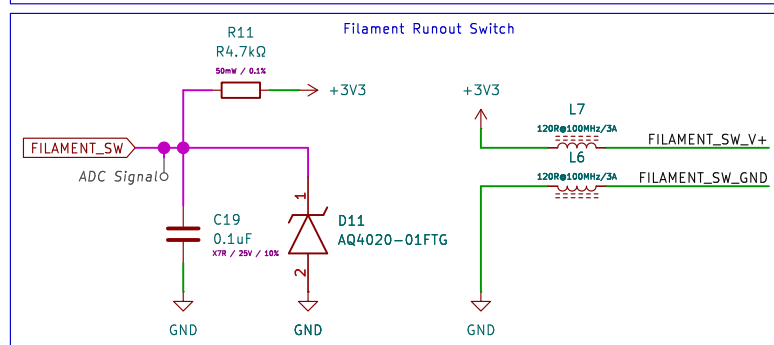 Filament Runout Switch
R11
R4.7kΩ
50mW / 0.1%
+3V3
FILAMENT_SW
ADC Signal
C19
0.1uF
X7R / 25V / 10%
GND
1
D11
AQ4020-01FTG
2
GND
+3V3
L7
120R@100MHz/3A
FILAMENT_SW_V+
L6
120R@100MHz/3A
FILAMENT_SW_GND
GND